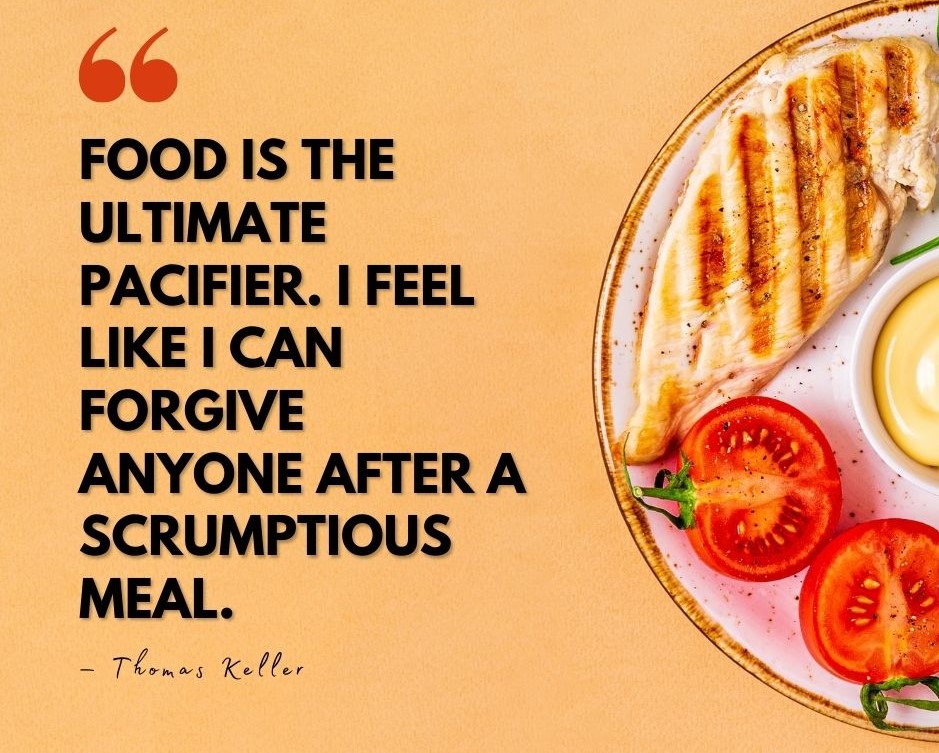 “
FOOD IS THE
ULTIMATE
PACIFIER. I FEEL
LIKE I CAN
FORGIVE
ANYONE AFTER A
SCRUMPTIOUS
MEAL.
– Thomas Keller